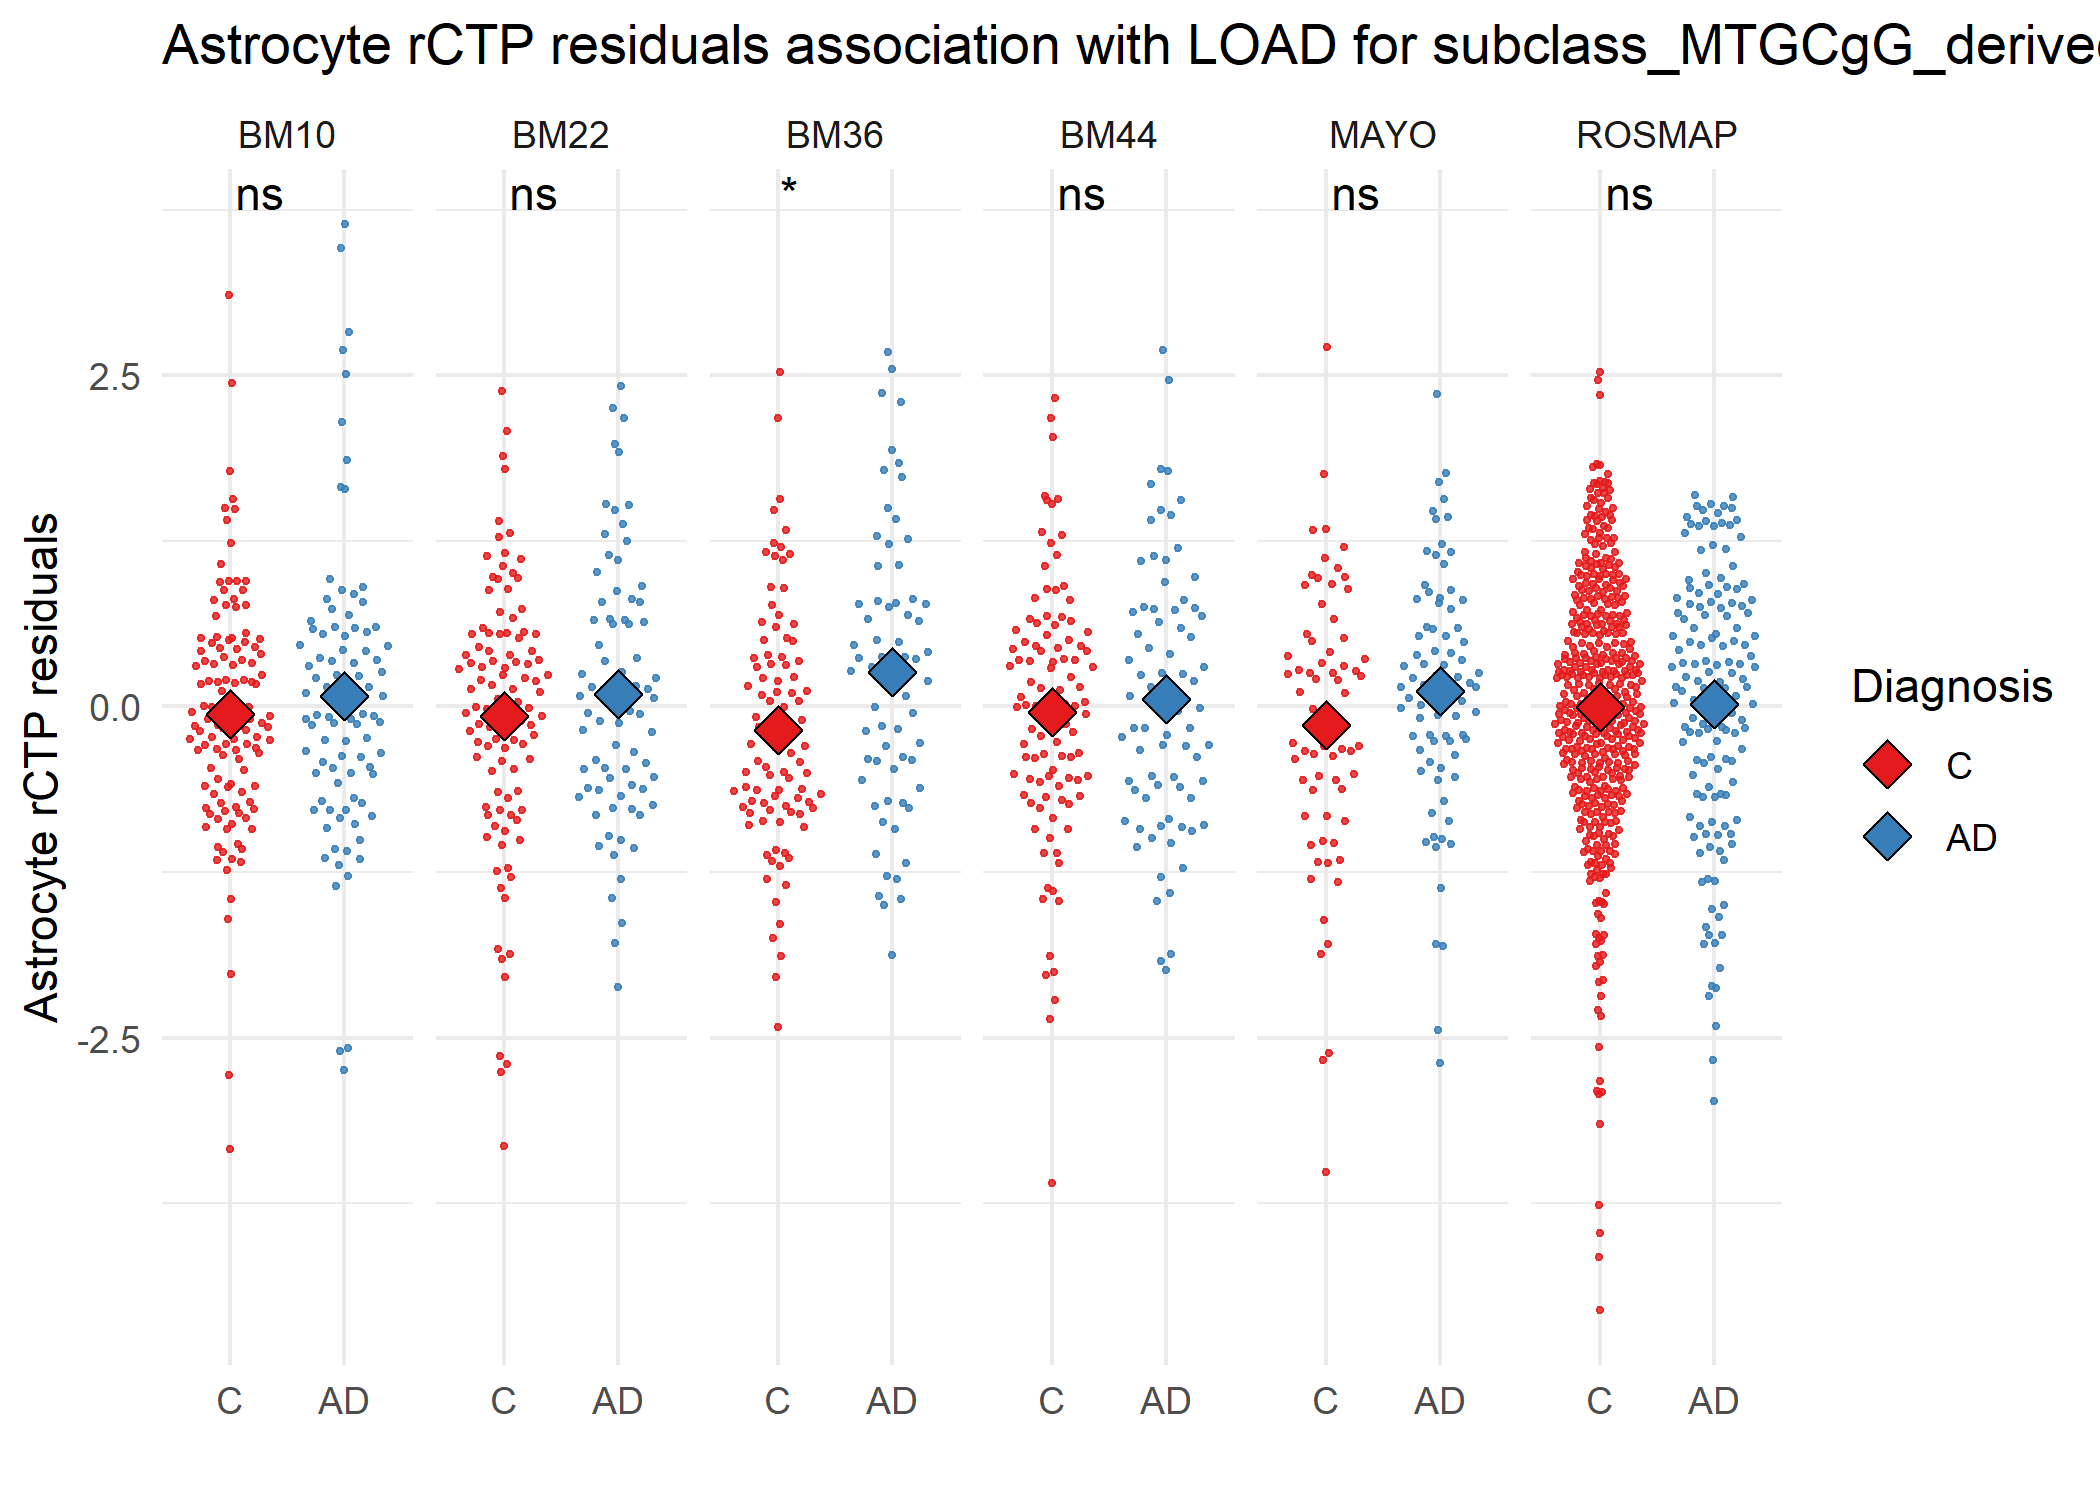 Astrocyte rCTP residuals association with LOAD for subclass_MTGCgG_derive
BM10 BM22 BM36 BM44 MAYO ROSMAP
ns ns * ns ns ns
2.5
0.0
-2.5
Astrocyte rCTP residuals
C AD C AD C AD C AD C AD C AD
Diagnosis
C
AD